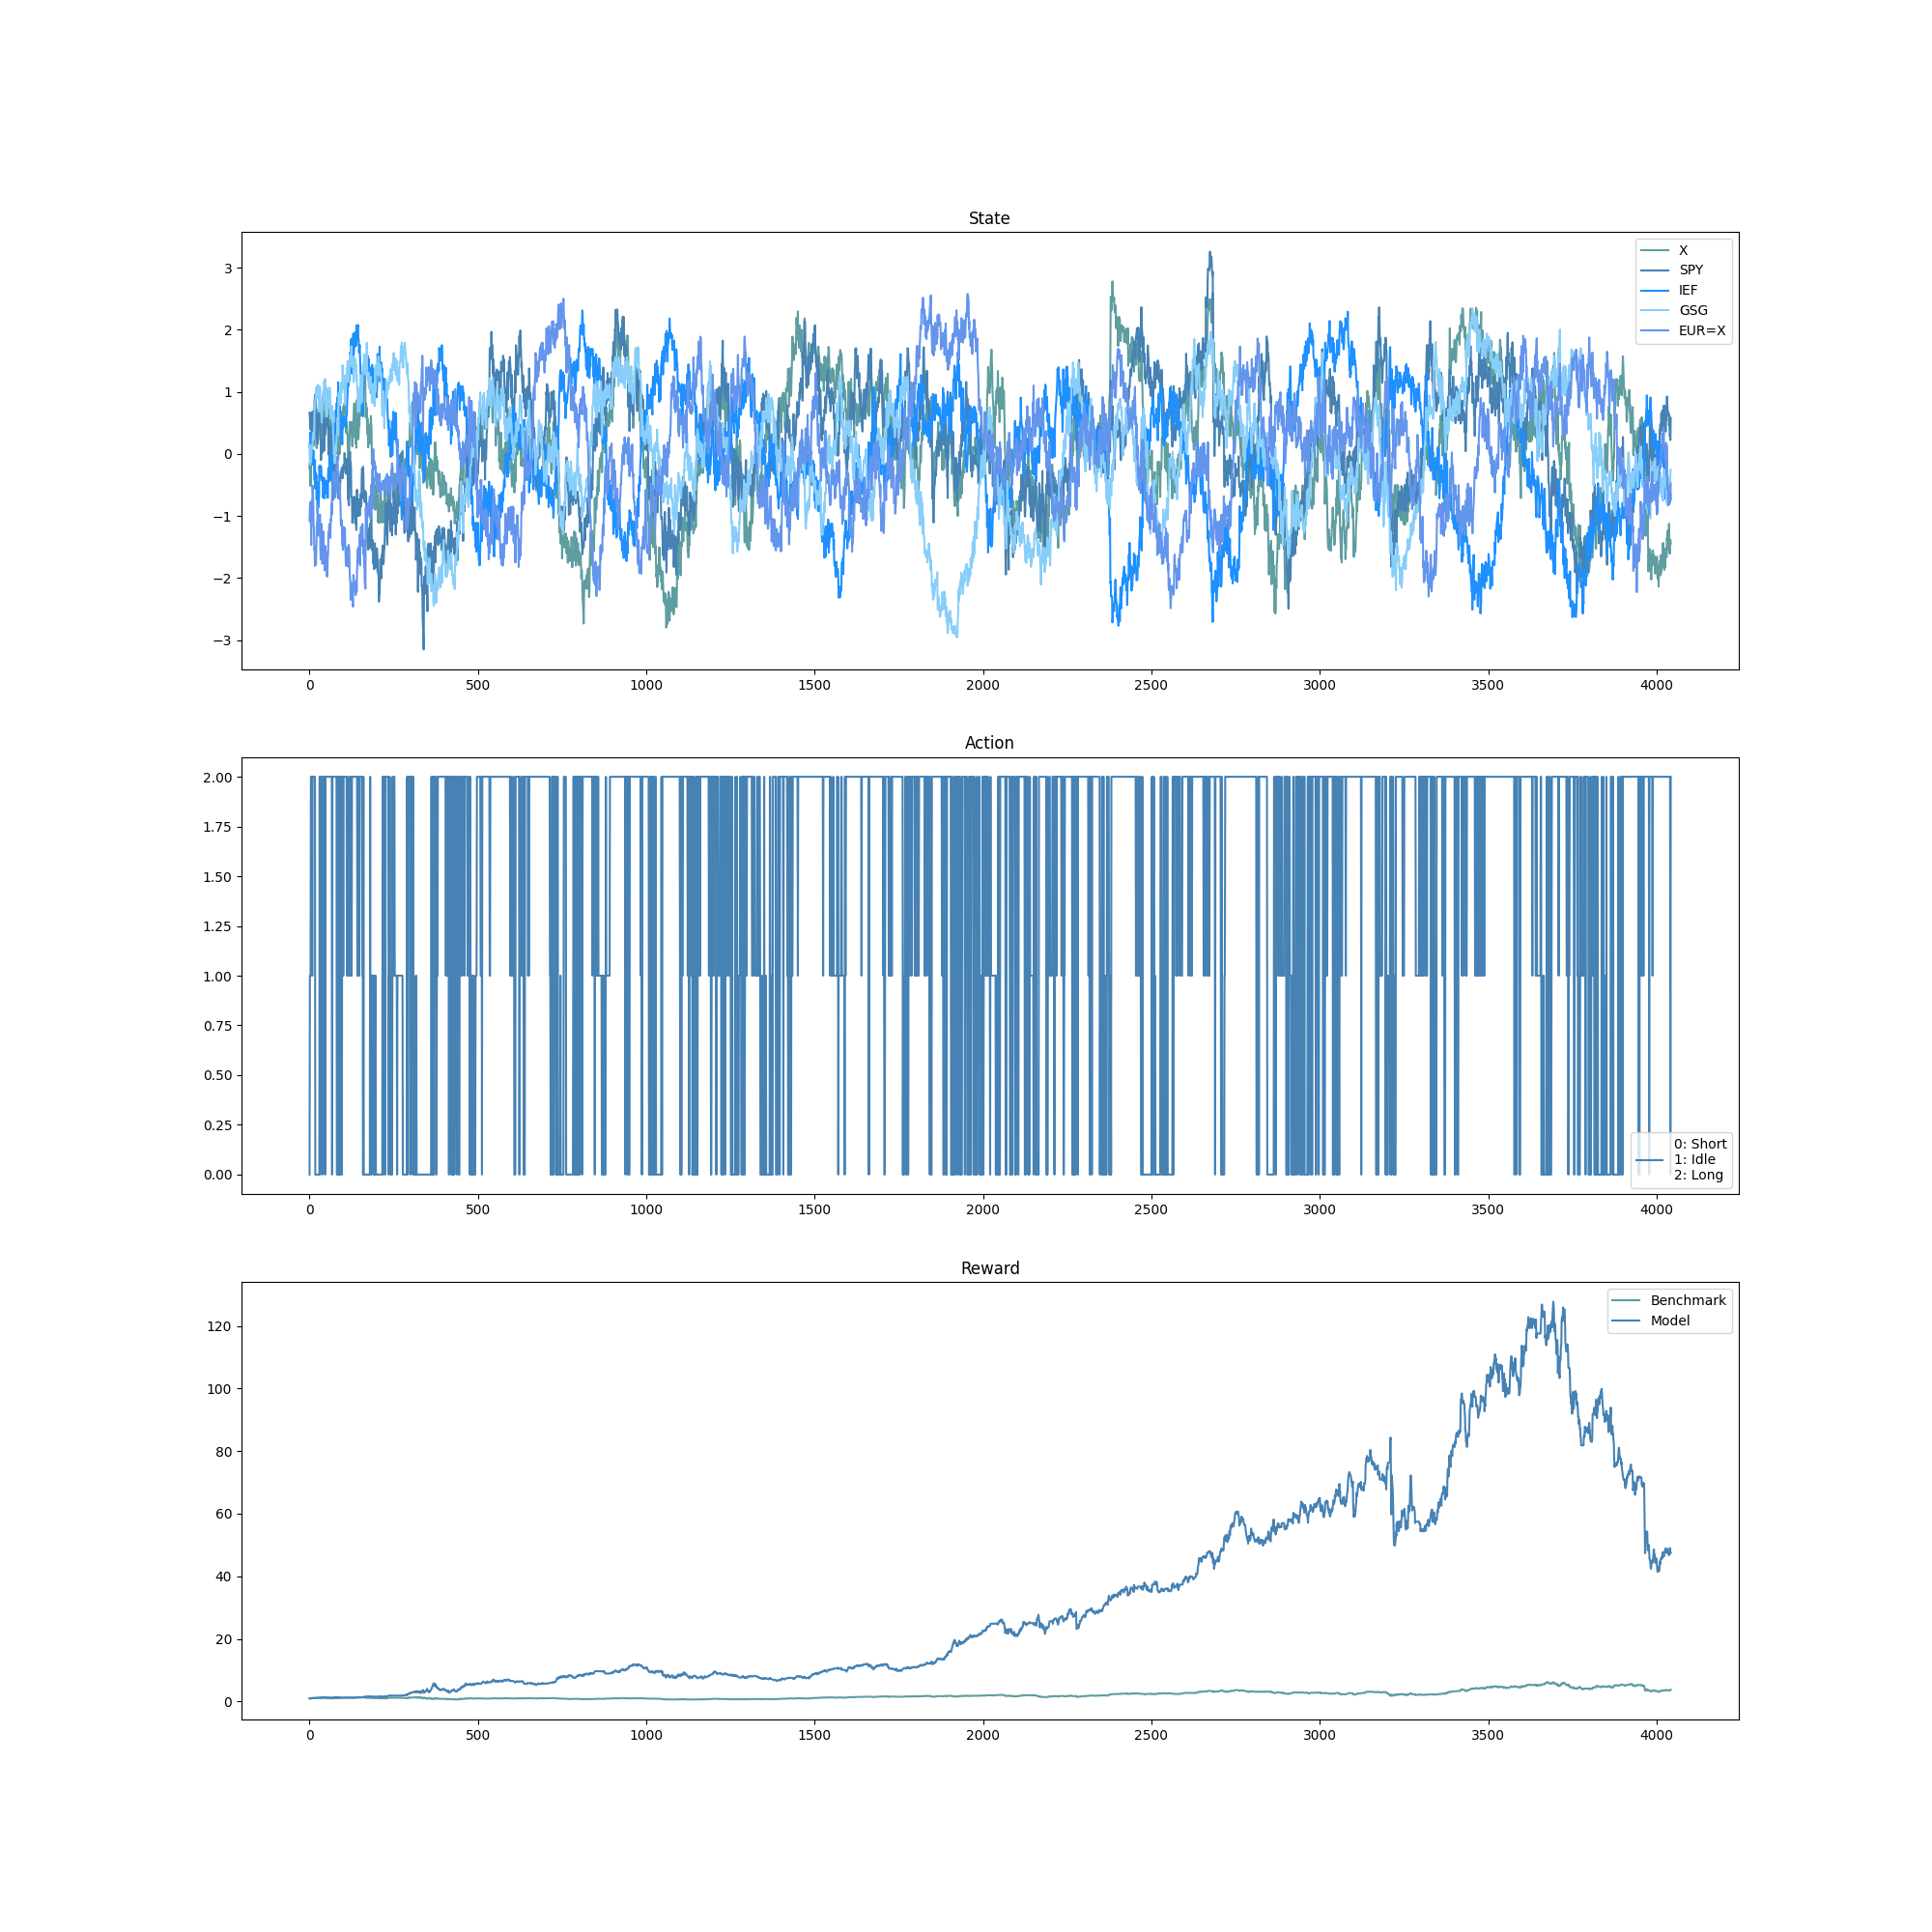 State
3
2
1
0
−1
−2
−3
X
SPY
IEF
GSG
EUR=X
0 500 1000 1500 2000 2500 3000 3500 4000
Action
2.00
1.75
1.50
1.25
1.00
0.75
0.50
0.25
0.00
0: Short
1: Idle
2: Long
0 500 1000 1500 2000 2500 3000 3500 4000
Reward
120
100
80
60
40
20
0
Benchmark
Model
0 500 1000 1500 2000 2500 3000 3500 4000